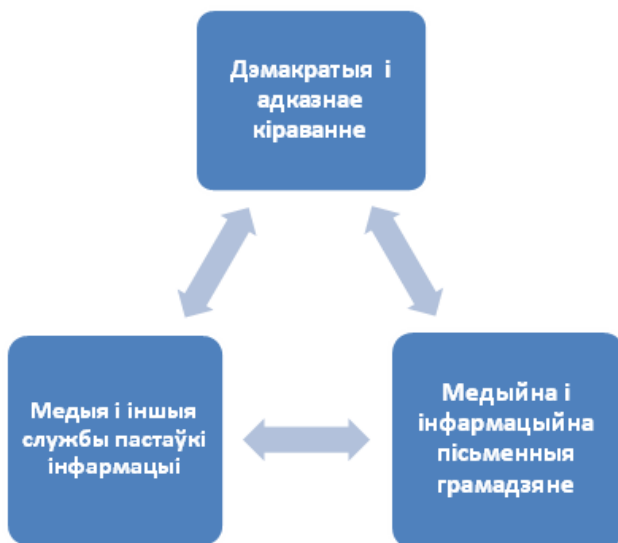 Дэмакратыя і
адказнае
кіраванне
Медыя і іншыя
службы пастаўкі
інфармацыі
Медыйна і
інфармацыйна
пісьменныя
грамадзяне